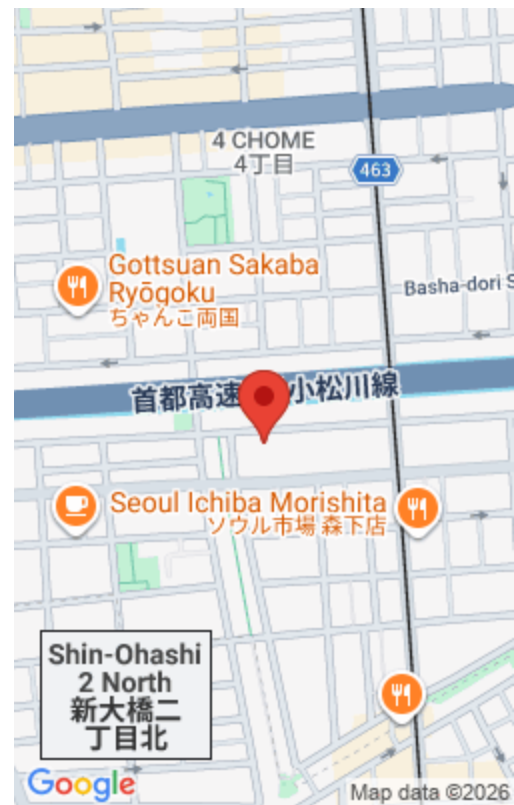 4 CHOME
4丁目
463
Gottsuan Sakaba
Ryōgoku
ちゃんこ両国
Basha-dori S
首都高速 小松川線
Seoul Ichiba Morishita
ソウル市場 森下店
Shin-Ohashi
2 North
新大橋二
丁目北
Google
Map data ©2026